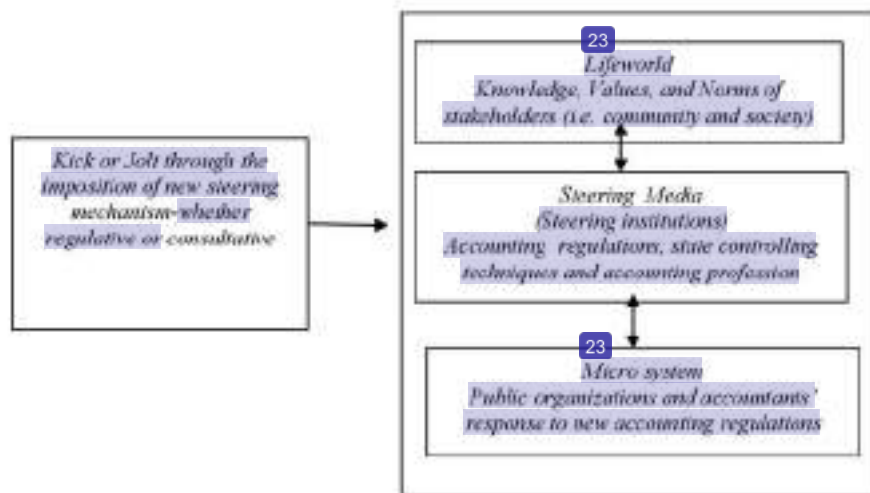 Kick or Jolt through the
imposition of new steering
mechanism-whether
regulative or consultative
23
Lifeworld
Knowledge, Values, and Norms of
stakeholders (i.e. community and society)
Steering Media
(Steering institutions)
Accounting regulations, state controlling
techniques and accounting profession
23
Micro system
Public organizations and accountants'
response to new accounting regulations